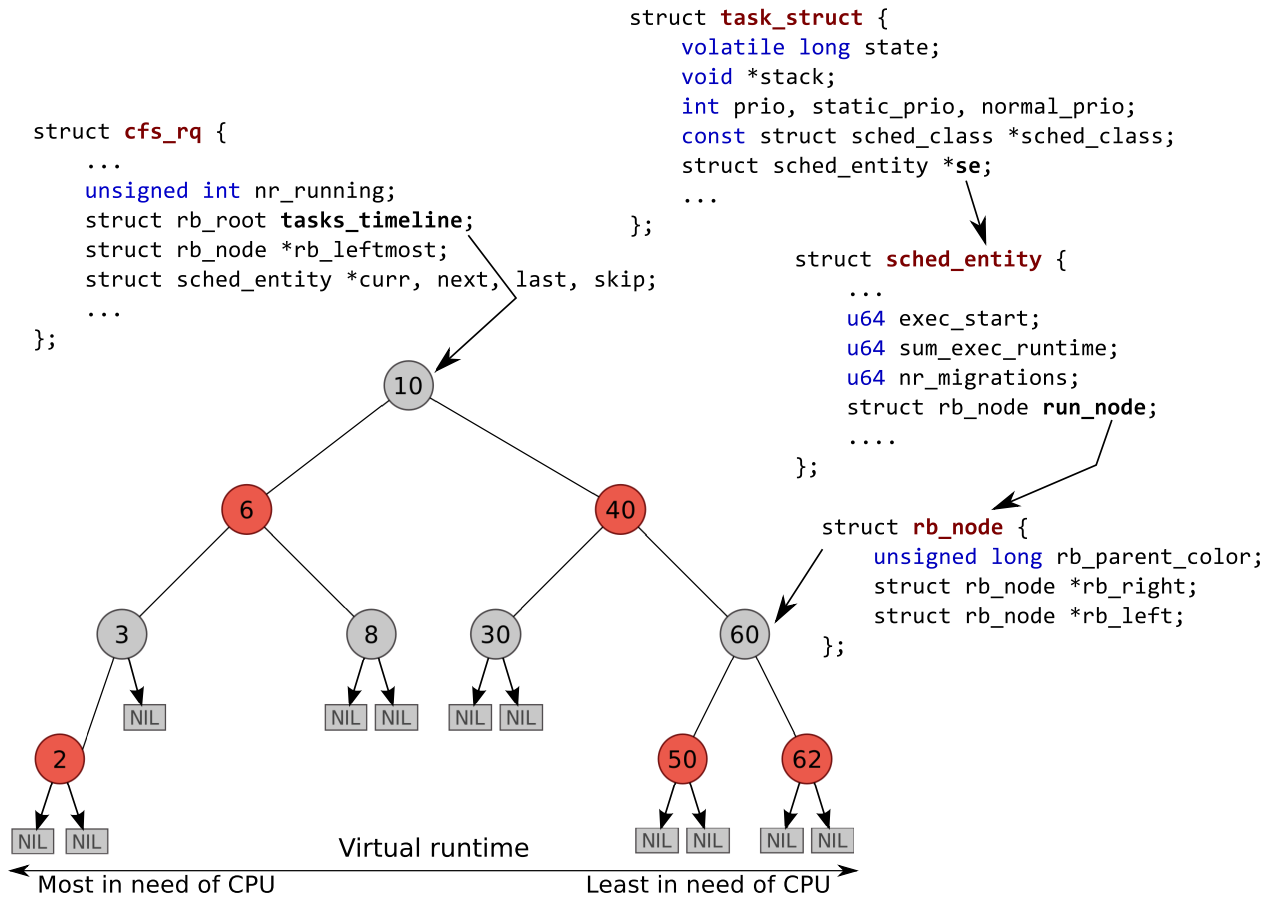 struct task_struct {
volatile long state;
void *stack;
int prio, static_prio, normal_prio;
const struct sched_class *sched_class;
struct sched_entity *se;
...
};
struct cfs_rq {
...
unsigned int nr_running;
struct rb_root tasks_timeline;
struct rb_node *rb_leftmost;
struct sched_entity *curr, next, last, skip;
...
};
struct sched_entity {
...
u64 exec_start;
u64 sum_exec_runtime;
u64 nr_migrations;
struct rb_node run_node;
....
};
struct rb_node {
unsigned long rb_parent_color;
struct rb_node *rb_right;
struct rb_node *rb_left;
};
10
6 40
3 8 30 60
NIL NIL NIL NIL NIL
2 50 62
NIL NIL NIL NIL NIL NIL
Virtual runtime
Most in need of CPU Least in need of CPU